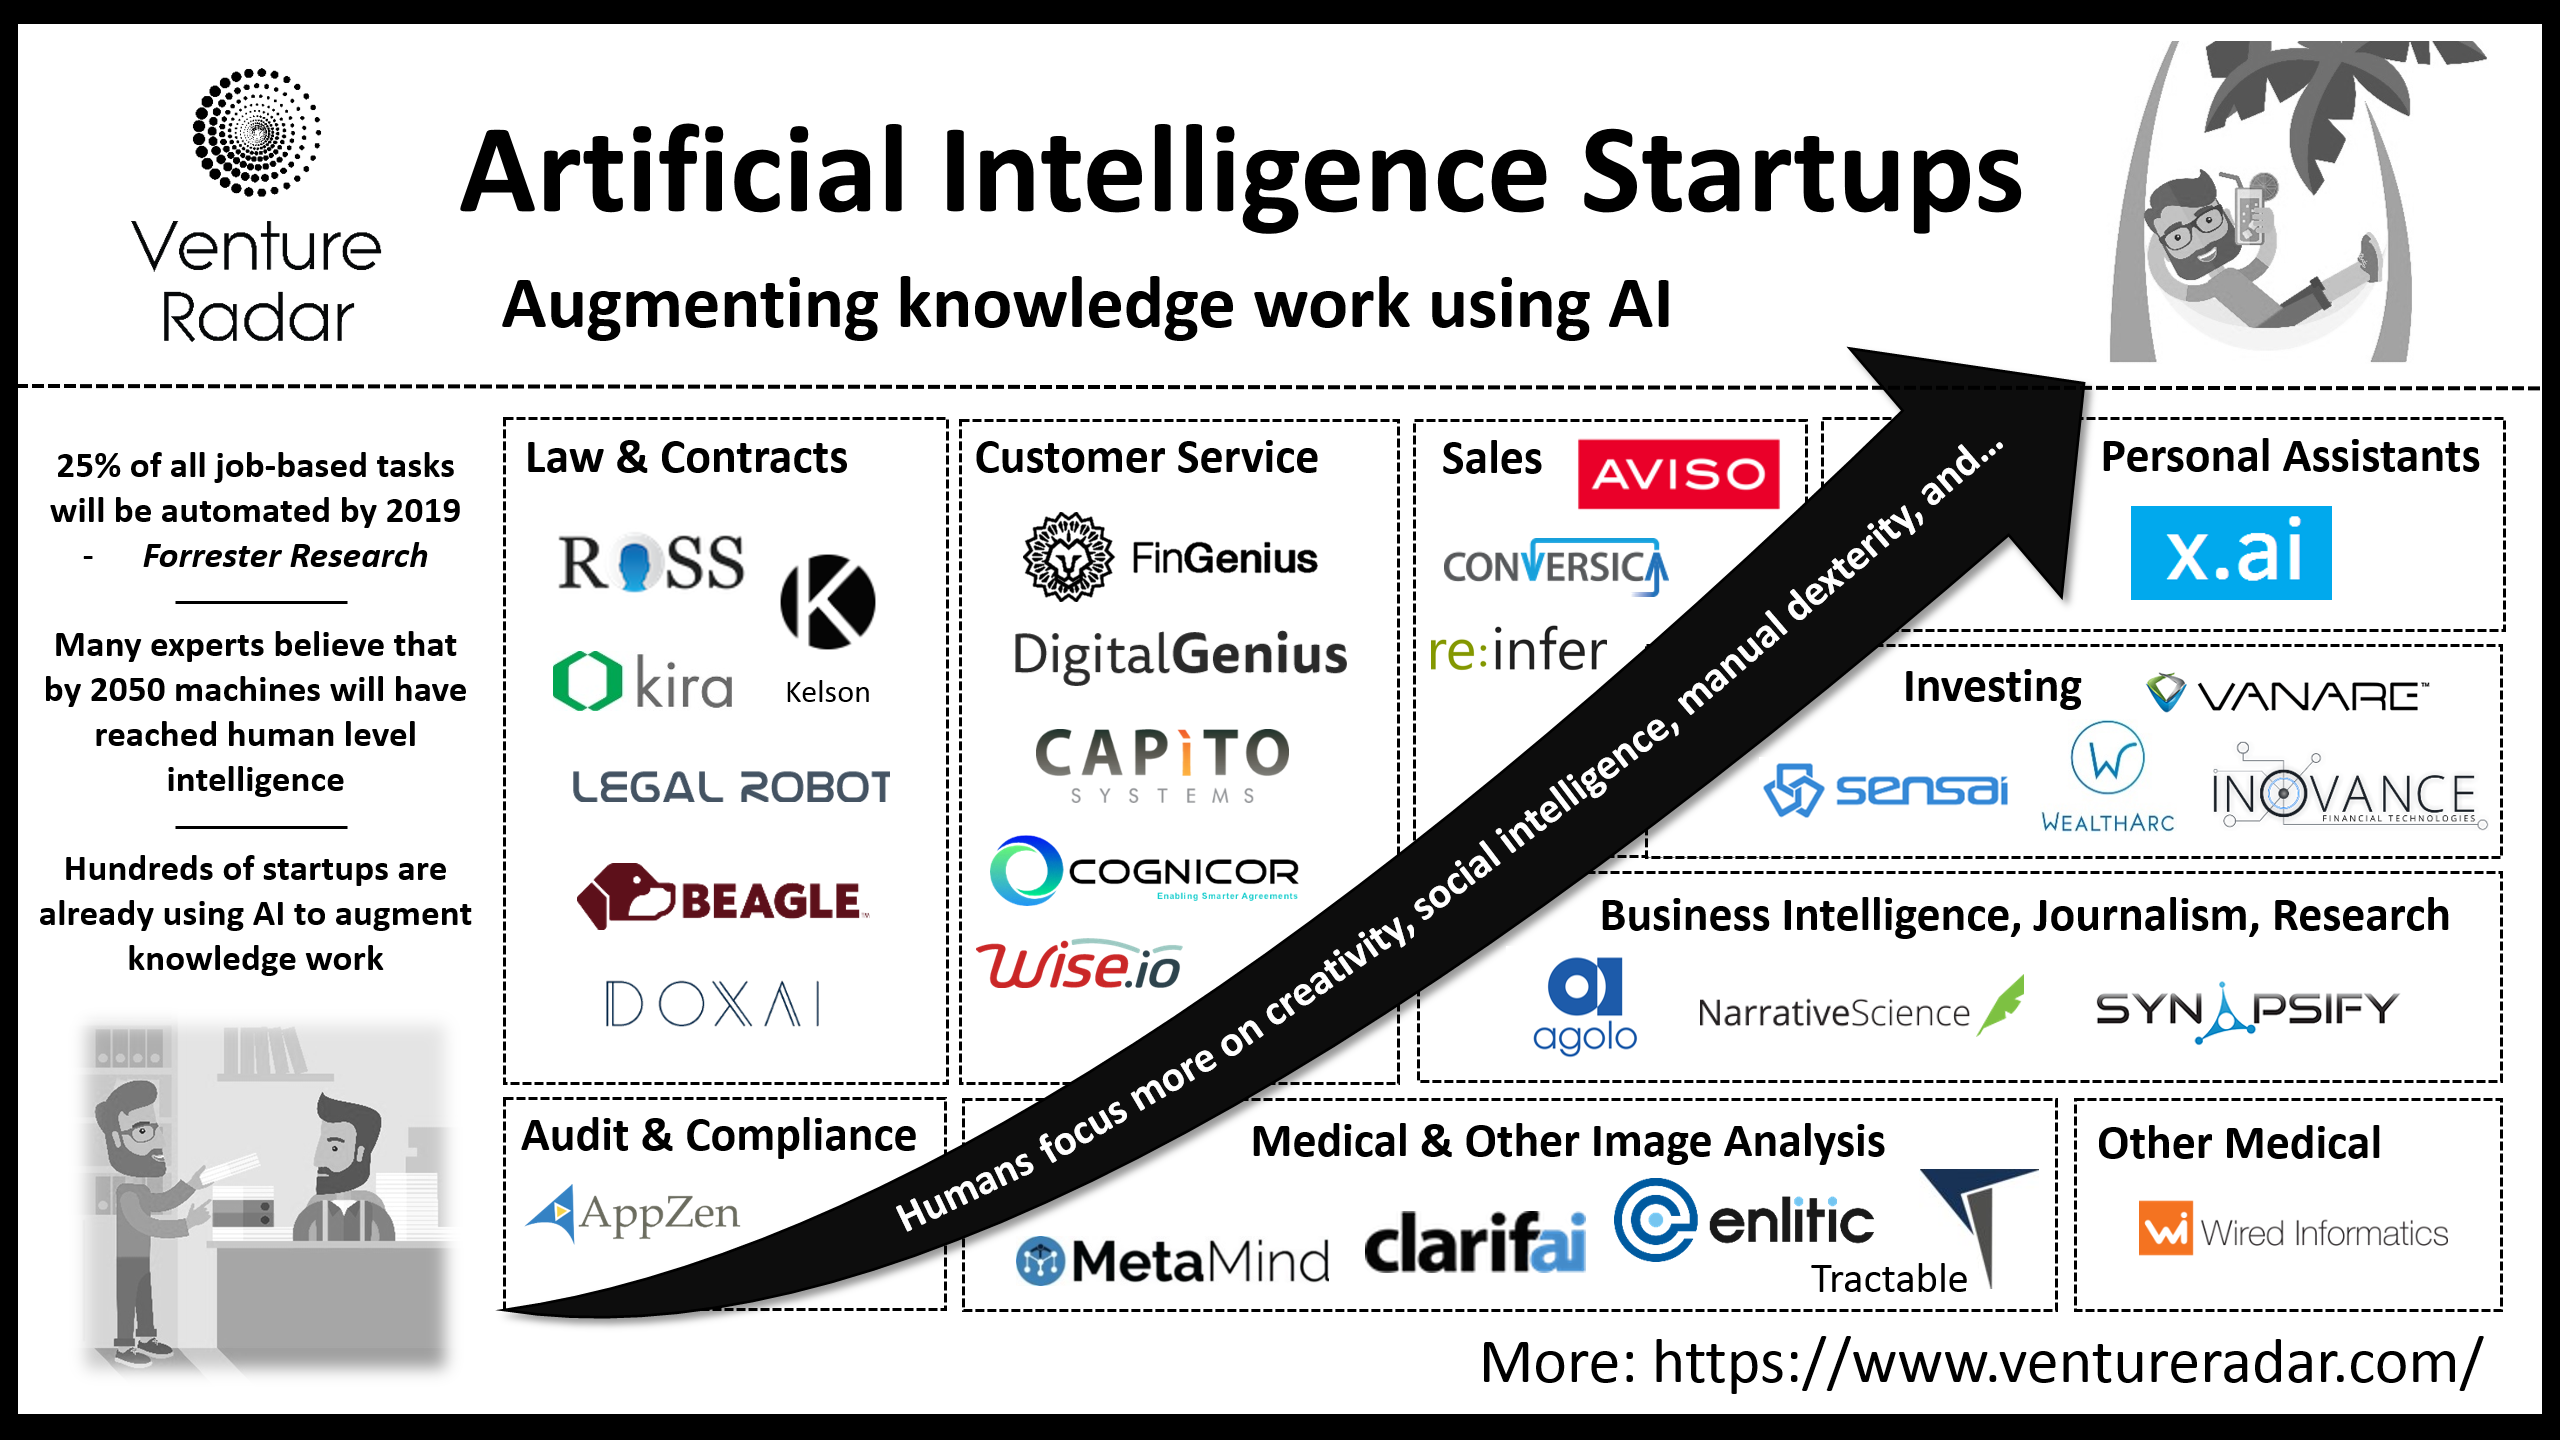 Venture
Radar
Artificial Intelligence Startups
Augmenting knowledge work using AI
25% of all job-based tasks
will be automated by 2019
- Forrester Research
Many experts believe that
by 2050 machines will have
reached human level
intelligence
Hundreds of startups are
already using AI to augment
knowledge work
Law & Contracts
ROSS
K
kira
Kelson
LEGAL ROBOT
BEAGLE™
DOXAI
Customer Service
FinGenius
DigitalGenius
CAPiTO
SYSTEMS
COGNICOR
Enabling Smarter Agreements
Wise.io
Sales
AVISO
CONVERSICA
re:infer
Personal Assistants
x.ai
Investing
VANARE™
sensai
W
WEALTHARC
INOVANCE
FINANCIAL TECHNOLOGIES
Business Intelligence, Journalism, Research
agolo
NarrativeScience
SYNAPSIFY
Audit & Compliance
AppZen
Medical & Other Image Analysis
MetaMind
clarifai
enlitic
Tractable
Other Medical
wi Wired Informatics
Humans focus more on creativity, social intelligence, manual dexterity, and...
More: https://www.ventureradar.com/